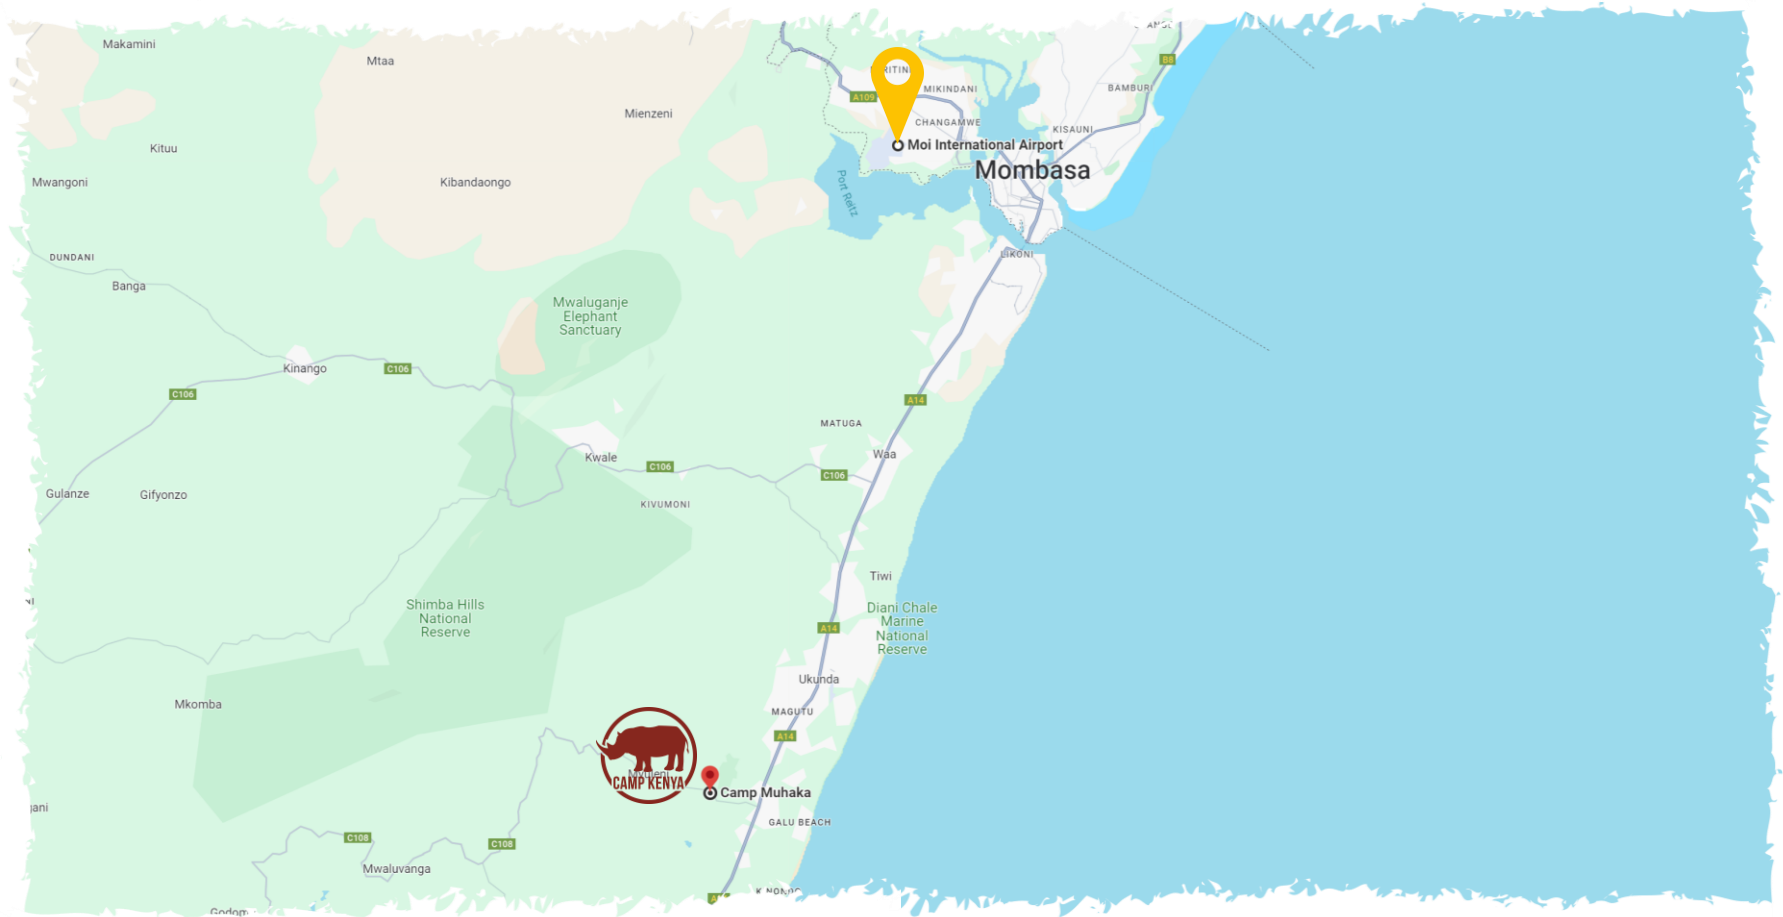 Makamini
Mtaa
Mienzeni
MIKINDANI
BAMBURI
B8
A109
CHANGAMWE
KISAUNI
Kituu
Moi International Airport
Mombasa
Mwangoni
Kibandaongo
Port Reitz
DUNDANI
LIKONI
Banga
Mwaluganje
Elephant
Sanctuary
Kinango
C106
C106
A14
MATUGA
Waa
Kwale
C106
C106
Gulanze
Gifyonzo
KIVUMONI
Tiwi
Shimba Hills
National
Reserve
Diani Chale
Marine
National
Reserve
A14
Ukunda
Mkomba
MAGUTU
A14
CAMP KENYA
Camp Muhaka
GALU BEACH
C108
C108
Mwaluvanga